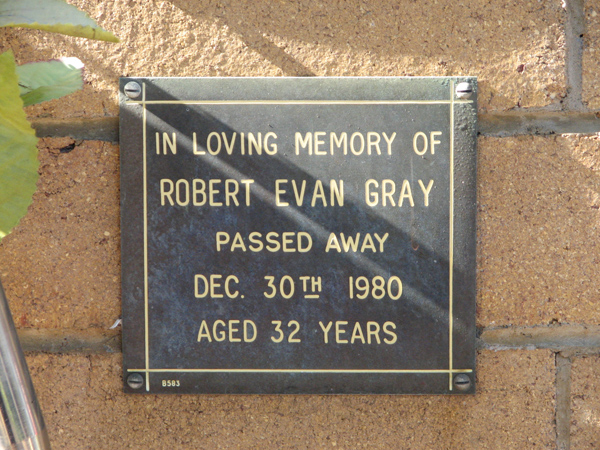 IN LOVING MEMORY OF
ROBERT EVAN GRAY
PASSED AWAY
DEC. 30TH 1980
AGED 32 YEARS
B583